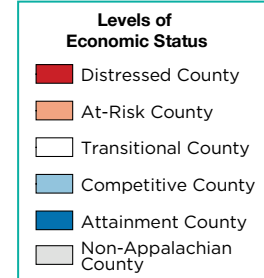 Levels of
Economic Status
Distressed County
At-Risk County
Transitional County
Competitive County
Attainment County
Non-Appalachian
County